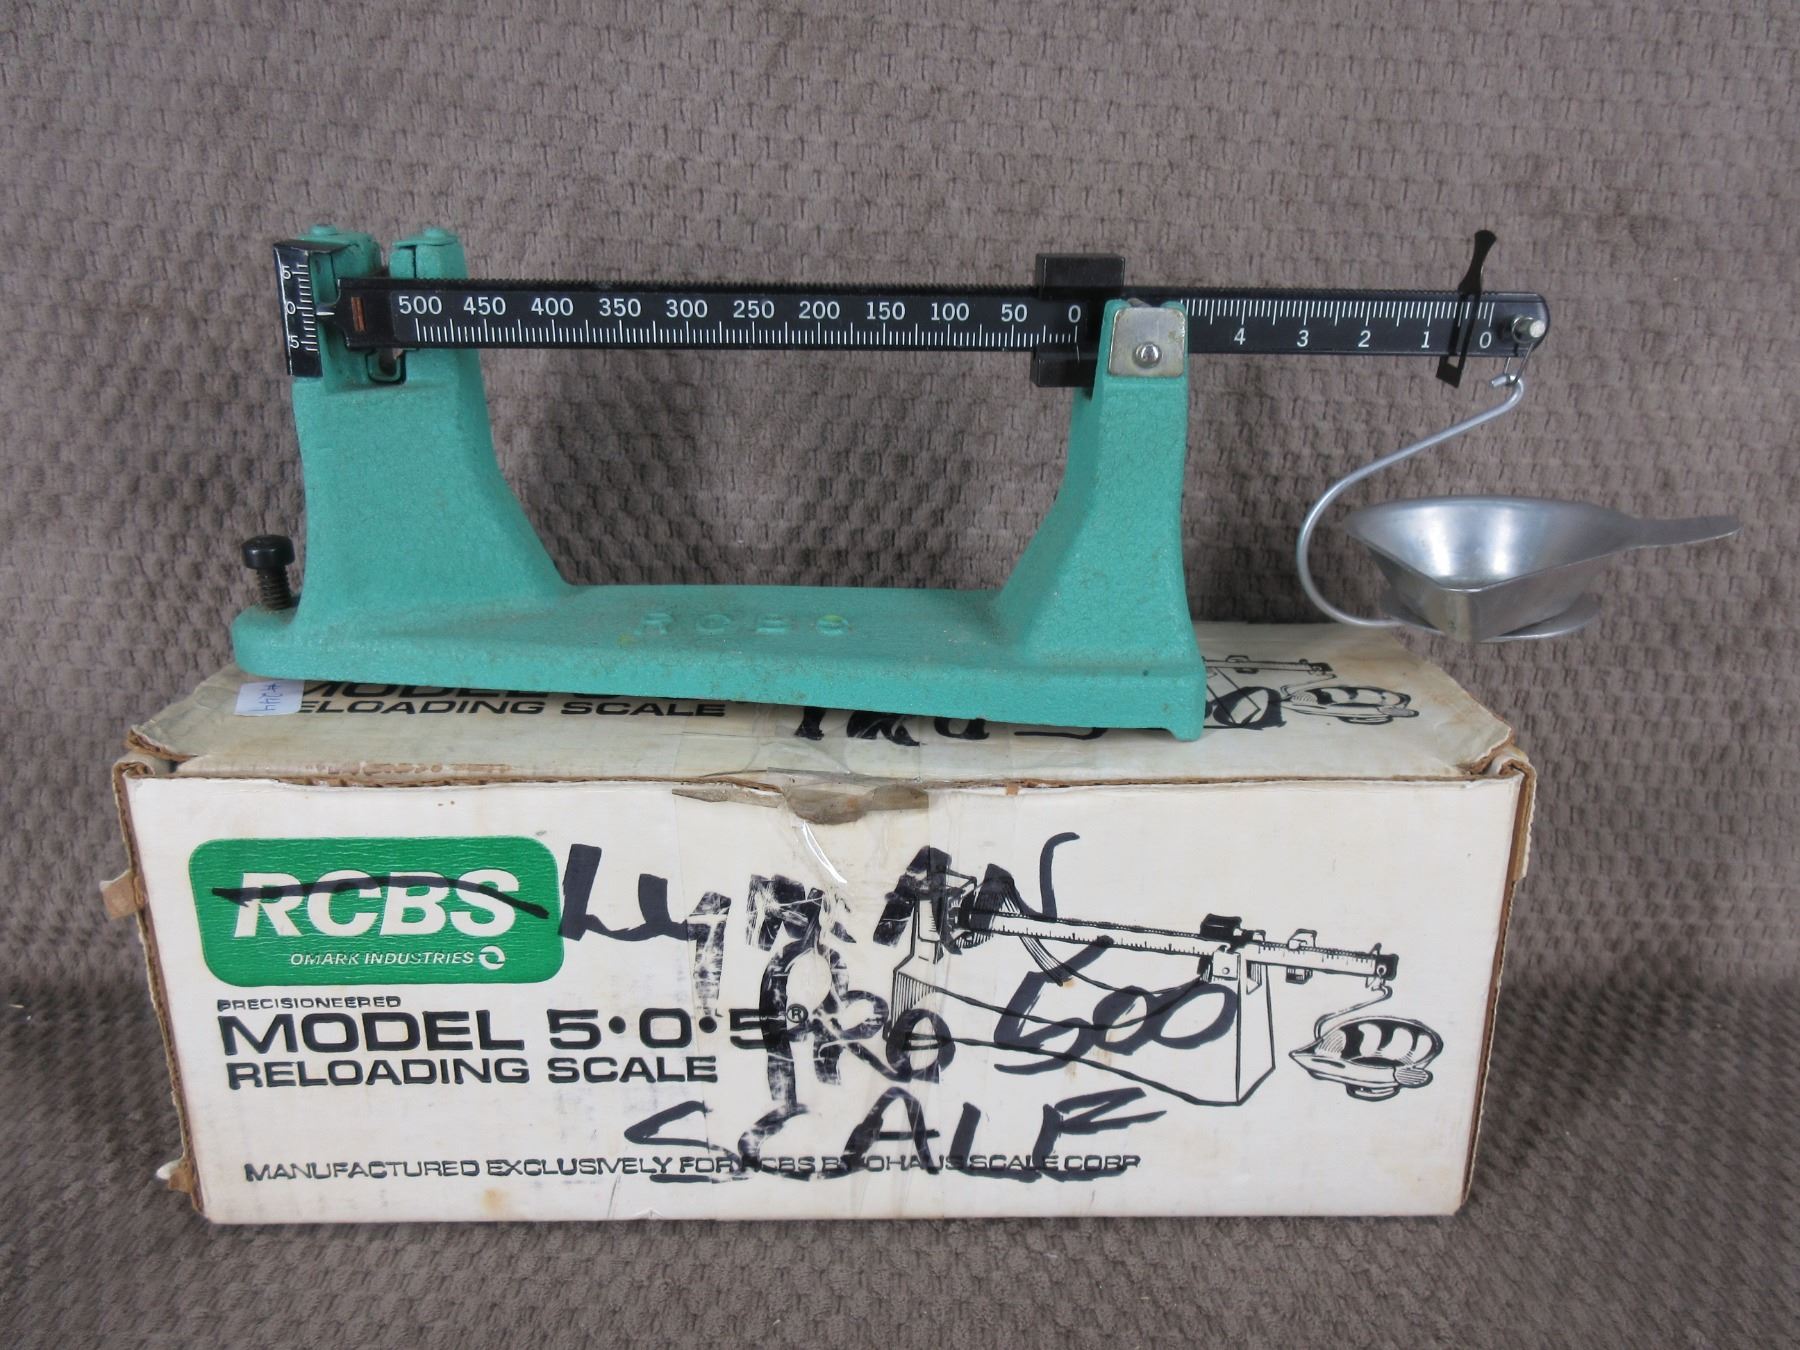 5
0
5
500 450 400 350 300 250 200 150 100 50 0
4 3 2 1 0
RCBS
RELOADING SCALE
RCBS
OMARK INDUSTRIES
PRECISIONEERED
MODEL 5•0•5®
RELOADING SCALE
LYMAN
PRO 500
SCALE
MANUFACTURED EXCLUSIVELY FOR RCBS BY OHAUS SCALE CORP